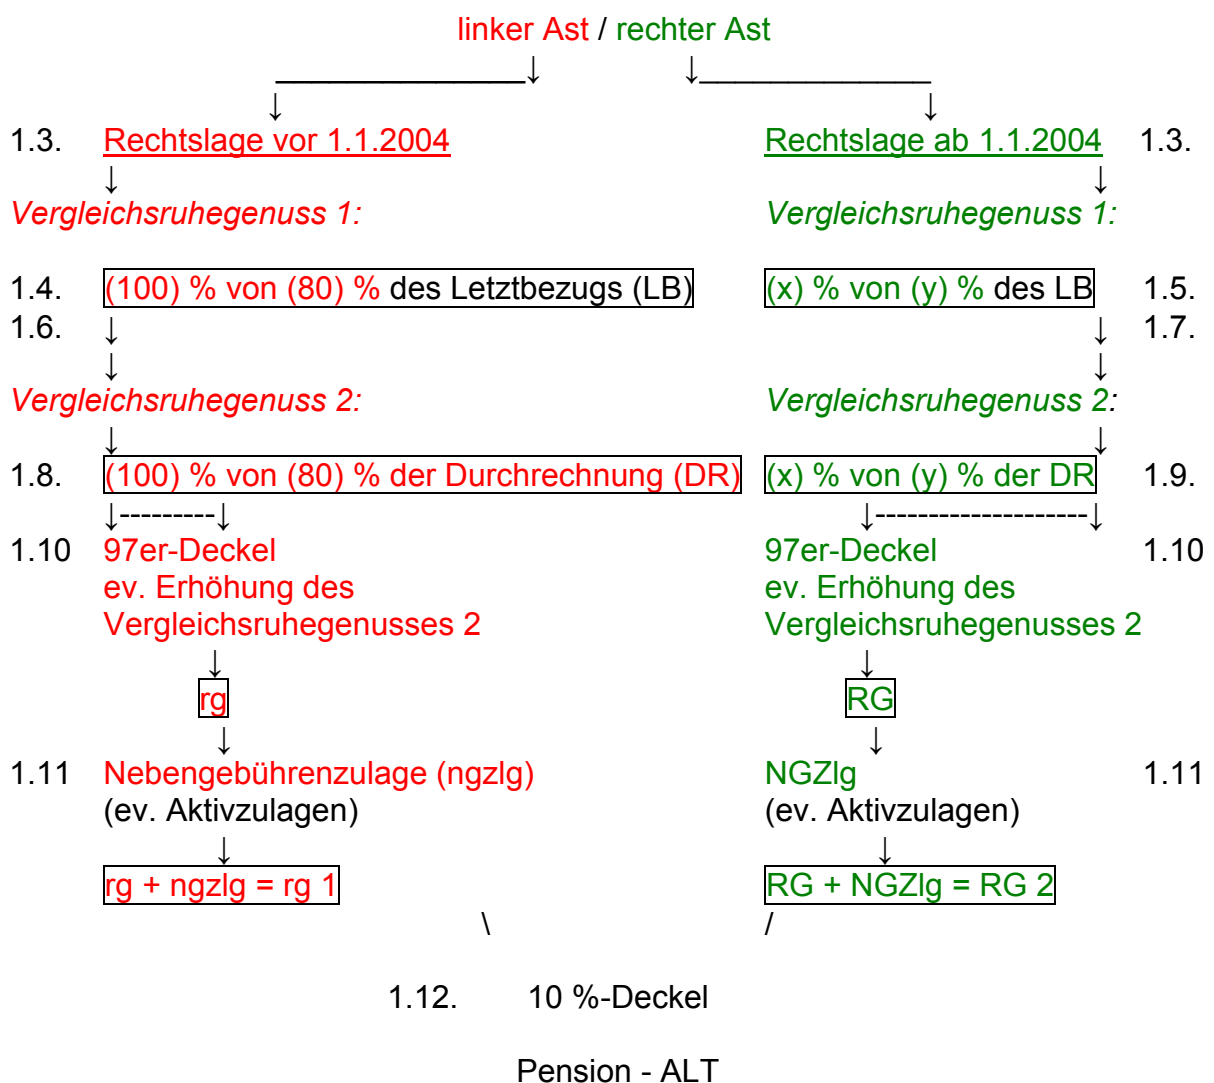 linker Ast / rechter Ast
↓ ↓
↓ ↓
1.3. Rechtslage vor 1.1.2004 Rechtslage ab 1.1.2004 1.3.
↓ ↓
Vergleichsruhegenuss 1: Vergleichsruhegenuss 1:
1.4. (100) % von (80) % des Letztbezugs (LB) (x) % von (y) % des LB 1.5.
1.6. ↓ ↓ 1.7.
↓ ↓
Vergleichsruhegenuss 2: Vergleichsruhegenuss 2:
↓ ↓
1.8. (100) % von (80) % der Durchrechnung (DR) (x) % von (y) % der DR 1.9.
↓---------↓ ↓--------------------↓
1.10 97er-Deckel 97er-Deckel 1.10
ev. Erhöhung des ev. Erhöhung des
Vergleichsruhegenusses 2 Vergleichsruhegenusses 2
↓ ↓
rg RG
↓ ↓
1.11 Nebengebührenzulage (ngzlg) NGZlg 1.11
(ev. Aktivzulagen) (ev. Aktivzulagen)
↓ ↓
rg + ngzlg = rg 1 RG + NGZlg = RG 2
\ /
1.12. 10 %-Deckel
Pension - ALT